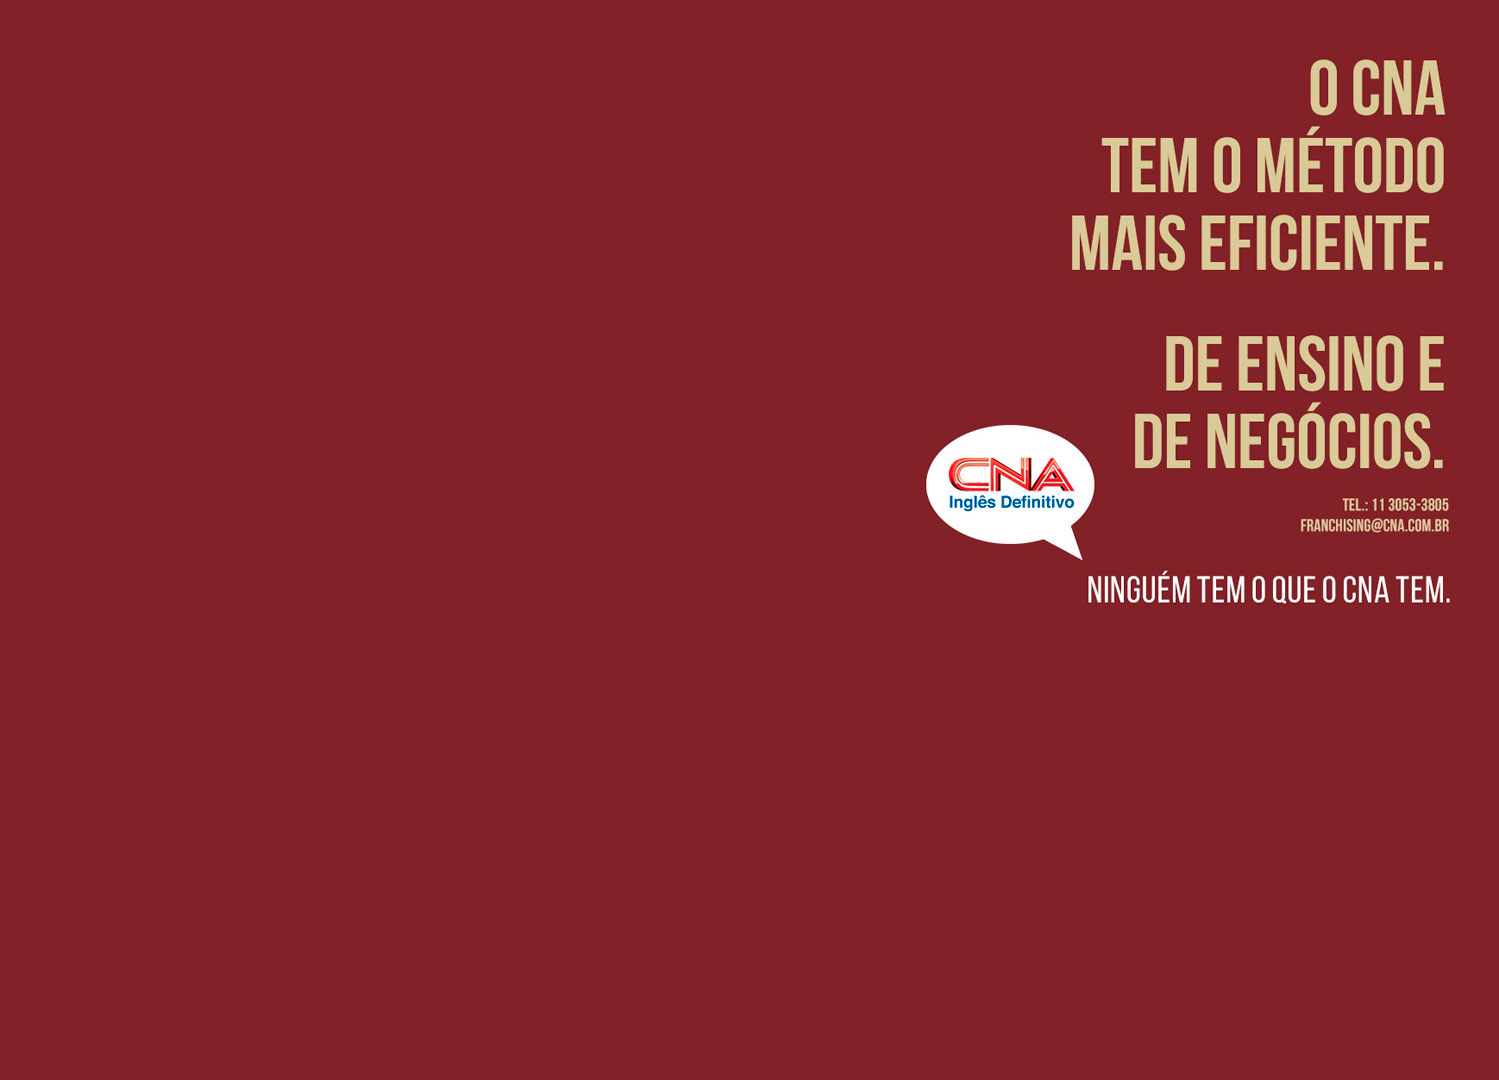 O CNA
TEM O MÉTODO
MAIS EFICIENTE.
DE ENSINO E
DE NEGÓCIOS.
CNA
Inglês Definitivo
TEL.: 11 3053-3805
FRANCHISING@CNA.COM.BR
NINGUÉM TEM O QUE O CNA TEM.